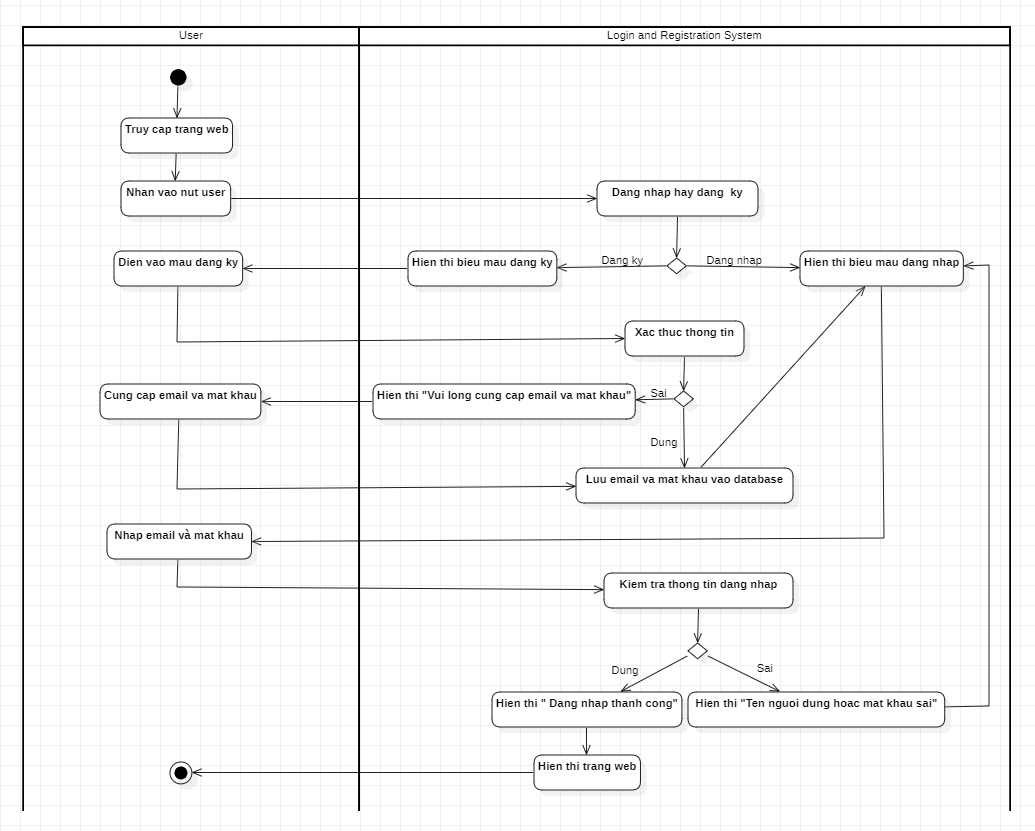 User
Login and Registration System
Truy cap trang web
Nhan vao nut user
Dang nhap hay dang  ky
Dien vao mau dang ky
Hien thi bieu mau dang ky
Dang ky
Dang nhap
Hien thi bieu mau dang nhap
Xac thuc thong tin
Cung cap email va mat khau
Hien thi "Vui long cung cap email va mat khau"
Sai
Dung
Luu email va mat khau vao database
Nhap email và mat khau
Kiem tra thong tin dang nhap
Dung
Sai
Hien thi " Dang nhap thanh cong"
Hien thi "Ten nguoi dung hoac mat khau sai"
Hien thi trang web